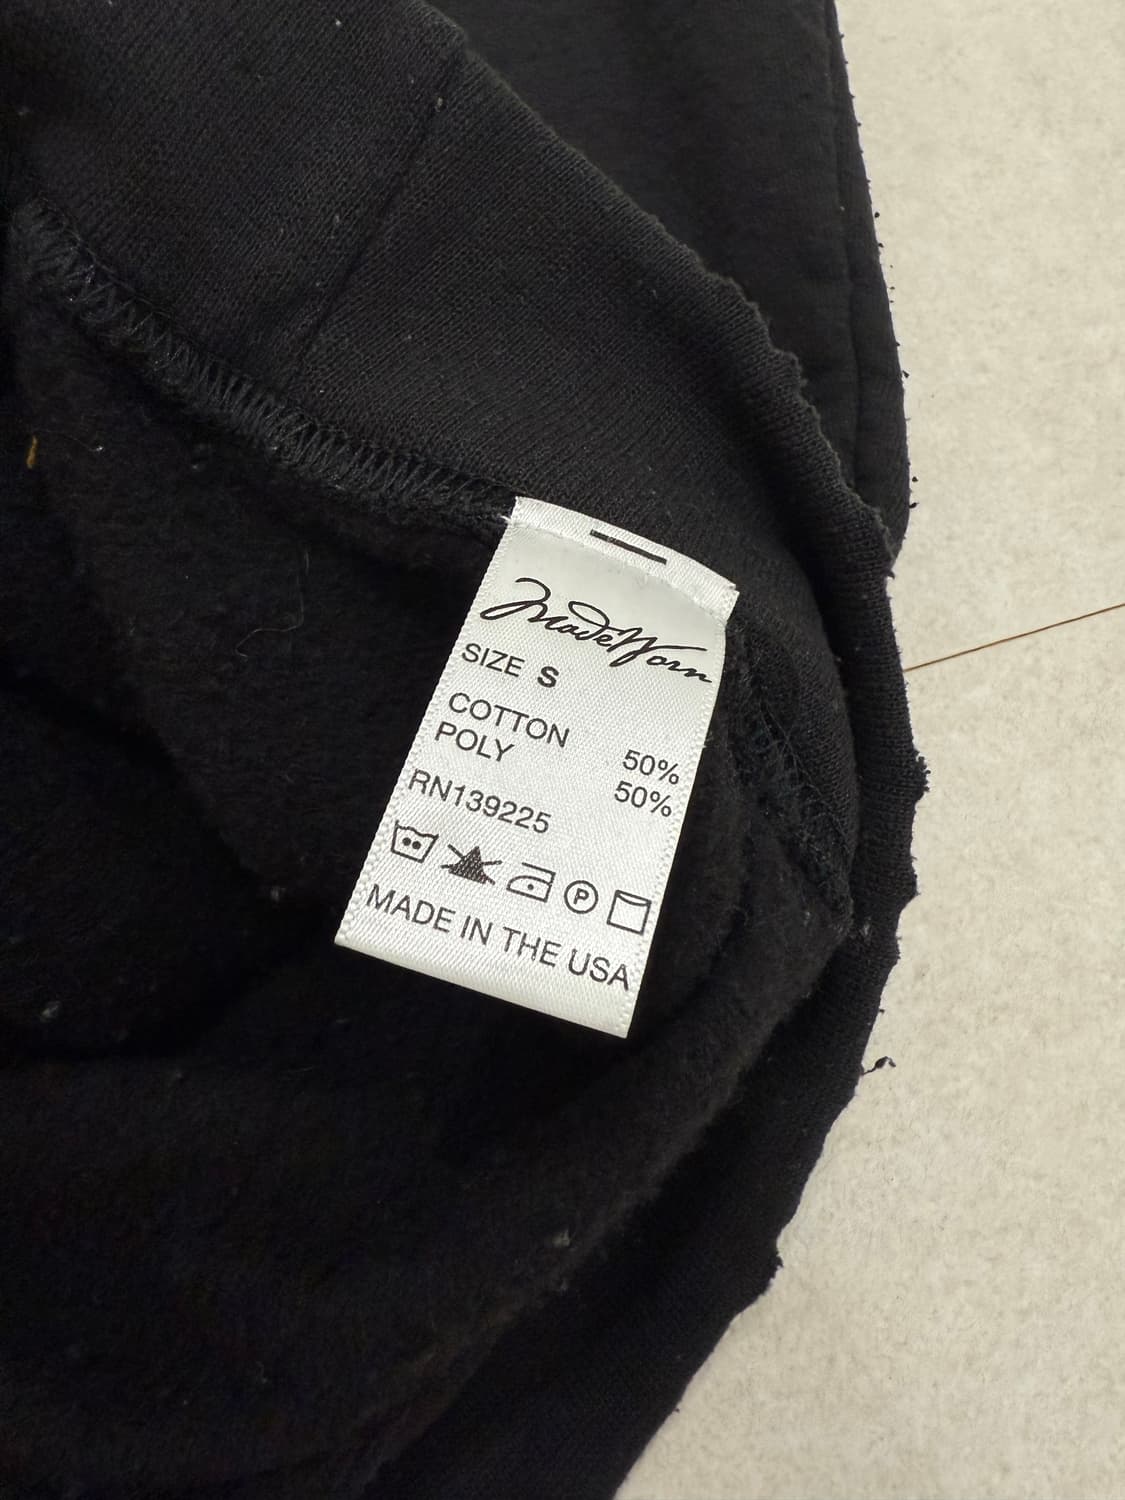 MadeWorn
SIZE S
COTTON 50%
POLY 50%
RN139225
P
MADE IN THE USA